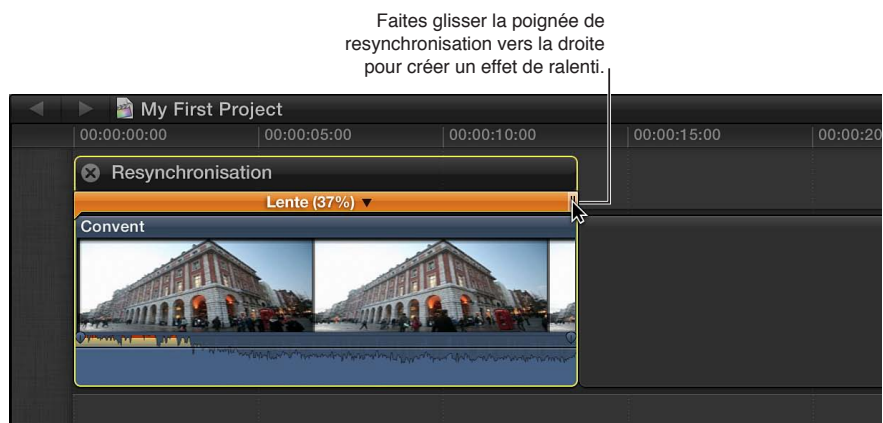 Faites glisser la poignée de
resynchronisation vers la droite
pour créer un effet de ralenti.
My First Project
00:00:00:00 00:00:05:00 00:00:10:00 00:00:15:00 00:00:20
Resynchronisation
Lente (37%)
Convent